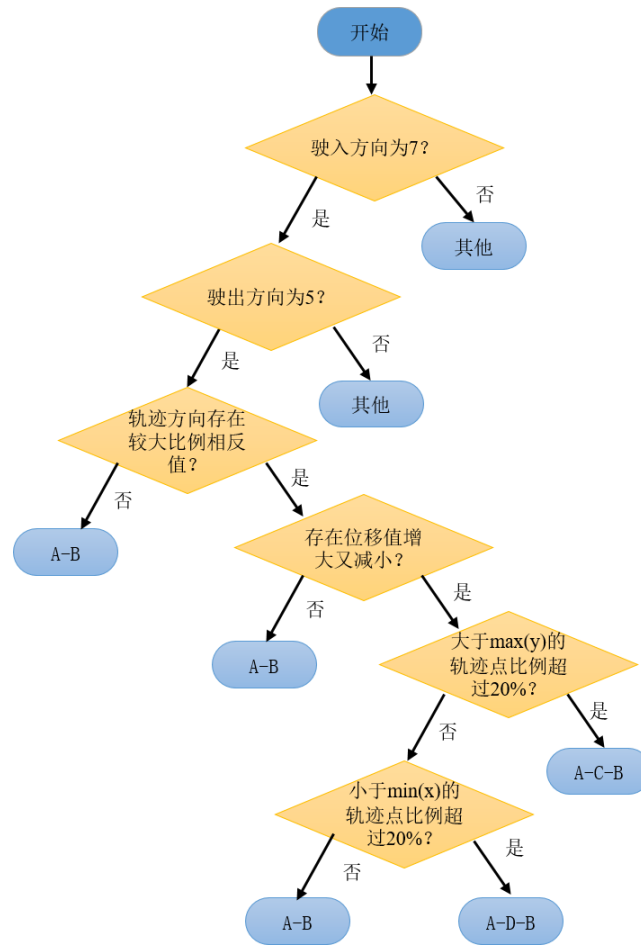 开始
驶入方向为7？
是
否
其他
驶出方向为5？
是
否
其他
轨迹方向存在
较大比例相反
值？
否
是
A-B
存在位移值增
大又减小？
否
是
A-B
大于max(y)的
轨迹点比例超
过20%？
否
是
A-C-B
小于min(x)的
轨迹点比例超
过20%？
否
是
A-B
A-D-B